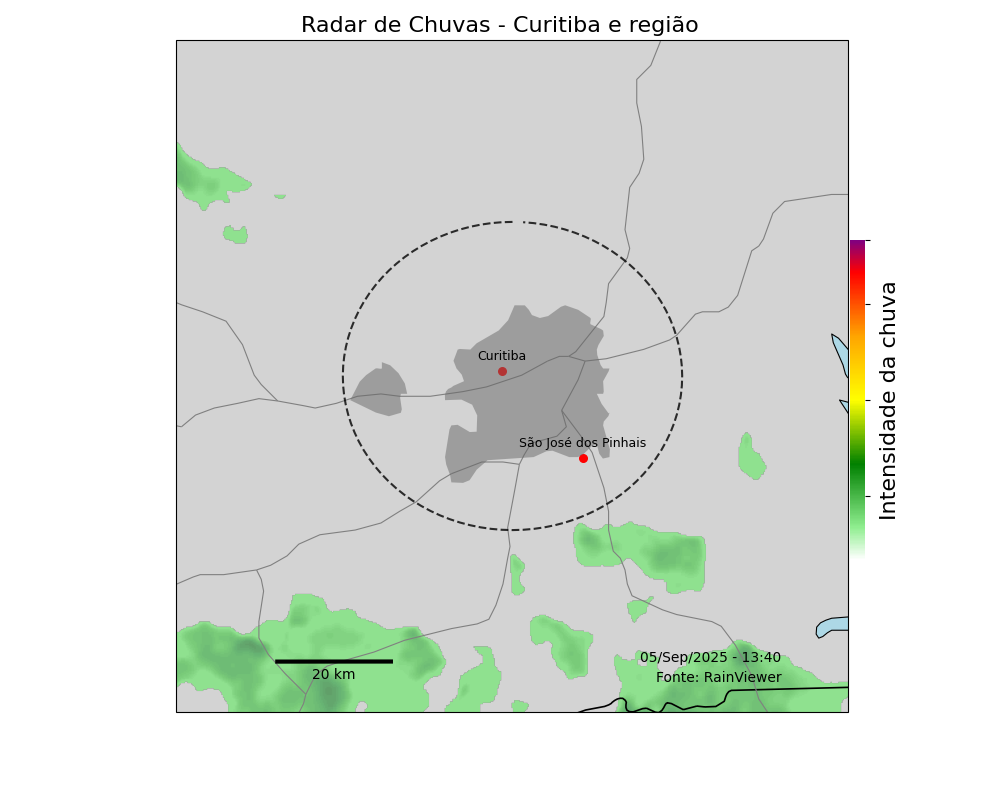 Radar de Chuvas - Curitiba e região
Curitiba
São José dos Pinhais
Intensidade da chuva
20 km
05/Sep/2025 - 13:40
Fonte: RainViewer